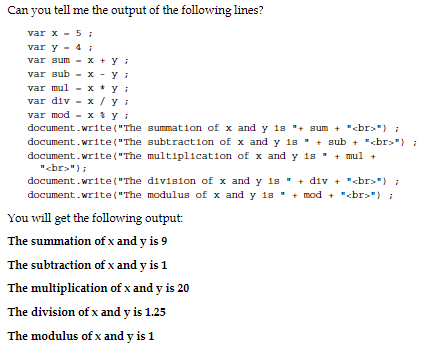 Can you tell me the output of the following lines?
var x = 5 ;
var y = 4 ;
var sum = x + y ;
var sub = x - y ;
var mul = x * y ;
var div = x / y ;
var mod = x % y ;
document.write("The summation of x and y is "+ sum + "<br>") ;
document.write("The subtraction of x and y is " + sub + "<br>") ;
document.write("The multiplication of x and y is " + mul +
"<br>");
document.write("The division of x and y is " + div + "<br>") ;
document.write("The modulus of x and y is " + mod + "<br>") ;
You will get the following output:
The summation of x and y is 9
The subtraction of x and y is 1
The multiplication of x and y is 20
The division of x and y is 1.25
The modulus of x and y is 1